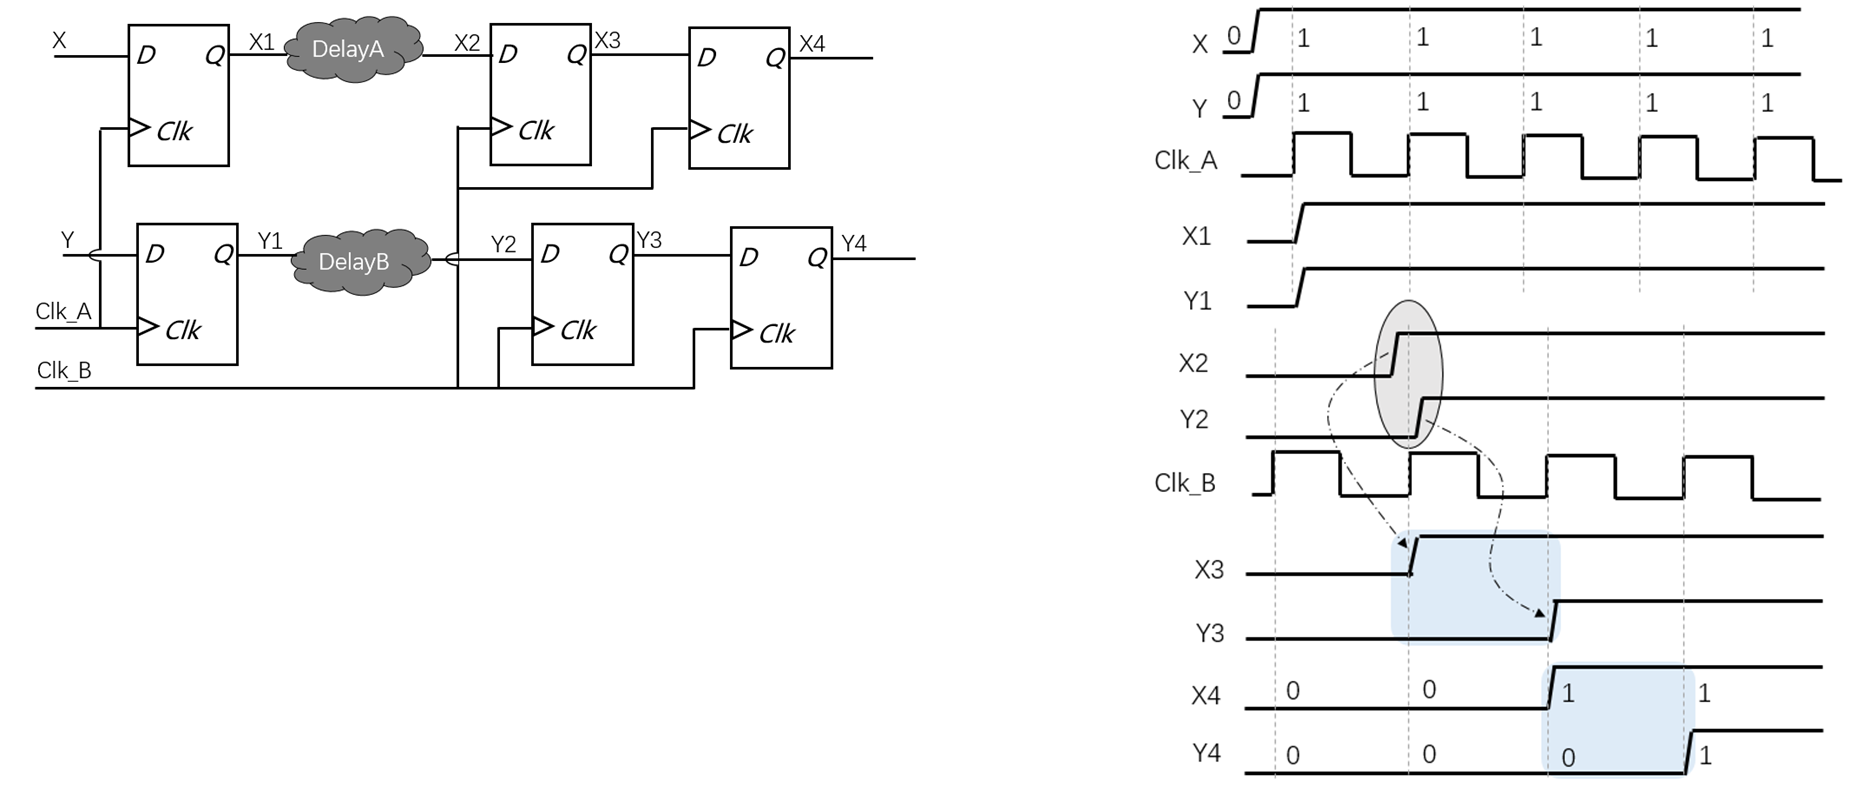 X
D
Q
Clk
X1
DelayA
X2
D
Q
Clk
X3
D
Q
Clk
X4
Y
D
Q
Clk
Y1
DelayB
Y2
D
Q
Clk
Y3
D
Q
Clk
Y4
Clk_A
Clk_B
X 0 1 1 1 1 1
Y 0 1 1 1 1 1
Clk_A
X1
Y1
X2
Y2
Clk_B
X3
Y3
X4 0 0 1 1
Y4 0 0 0 1